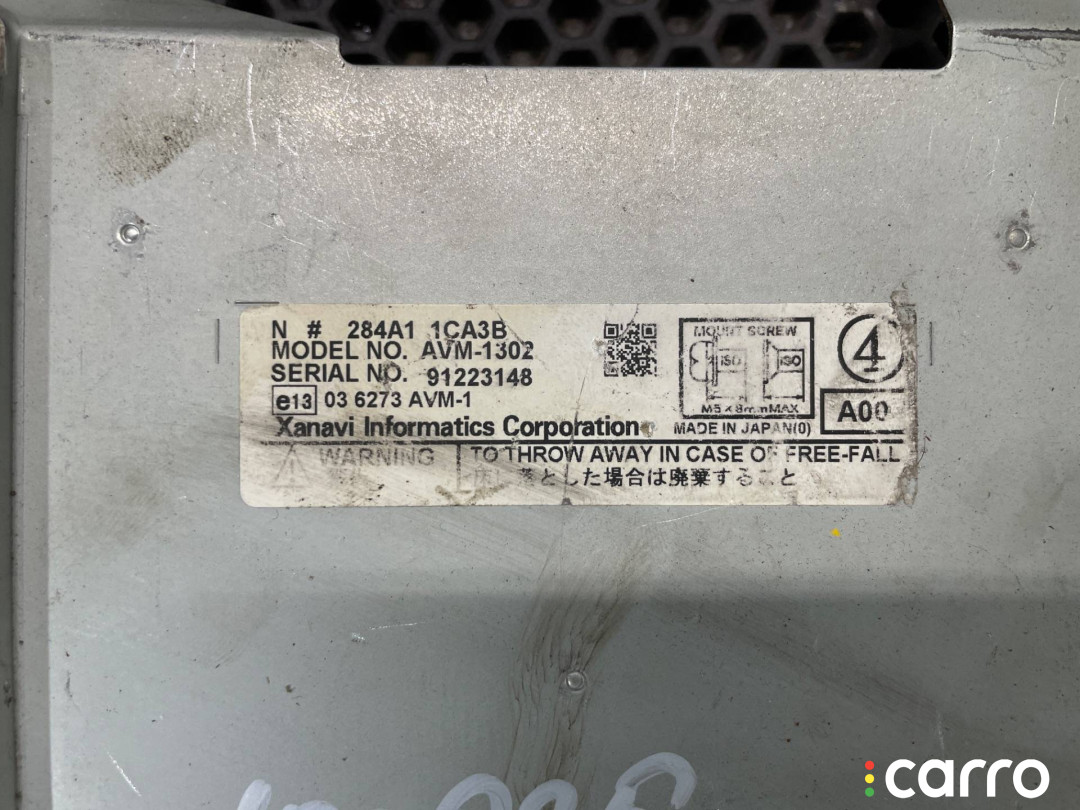 N # 284A1 1CA3B
MODEL NO. AVM-1302
SERIAL NO. 91223148
e13 03 6273 AVM-1
Xanavi Informatics Corporation
MOUNT SCREW
ISO ISO
M5×8mmMAX
MADE IN JAPAN(0)
4
A00
WARNING
TO THROW AWAY IN CASE OF FREE-FALL
落とした場合は廃棄すること
carro